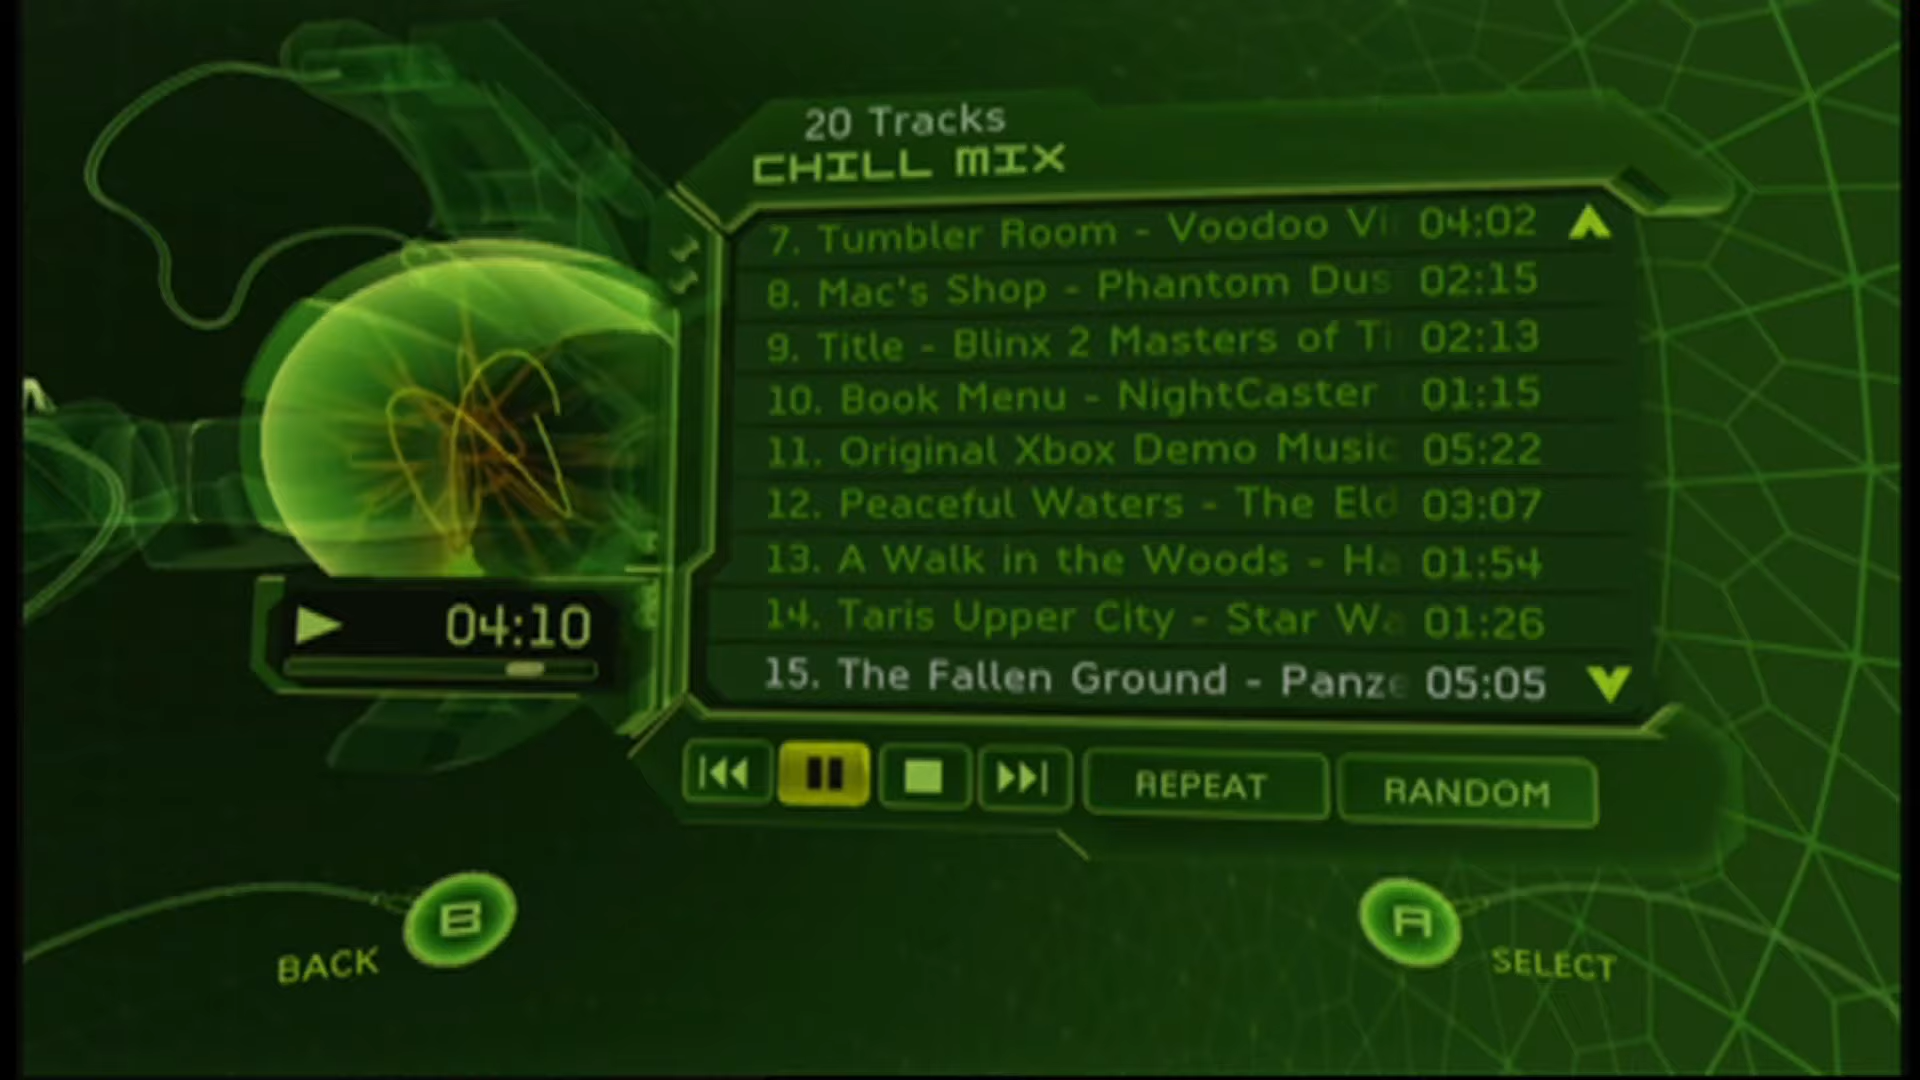 20 Tracks
CHILL MIX
7. Tumbler Room - Voodoo Vi 04:02
8. Mac's Shop - Phantom Dus 02:15
9. Title - Blinx 2 Masters of Ti 02:13
10. Book Menu - NightCaster 01:15
11. Original Xbox Demo Music 05:22
12. Peaceful Waters - The Eld 03:07
13. A Walk in the Woods - Ha 01:54
14. Taris Upper City - Star Wa 01:26
15. The Fallen Ground - Panze 05:05
04:10
REPEAT RANDOM
B A
BACK SELECT